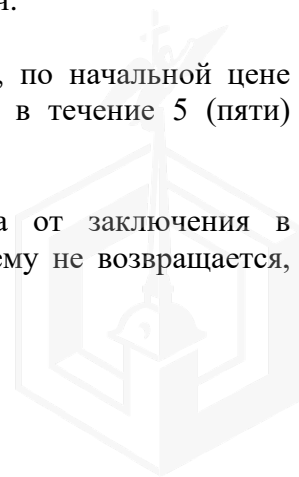 , по начальной цене
в течение 5 (пяти)
а от заключения в
ему не возвращается,